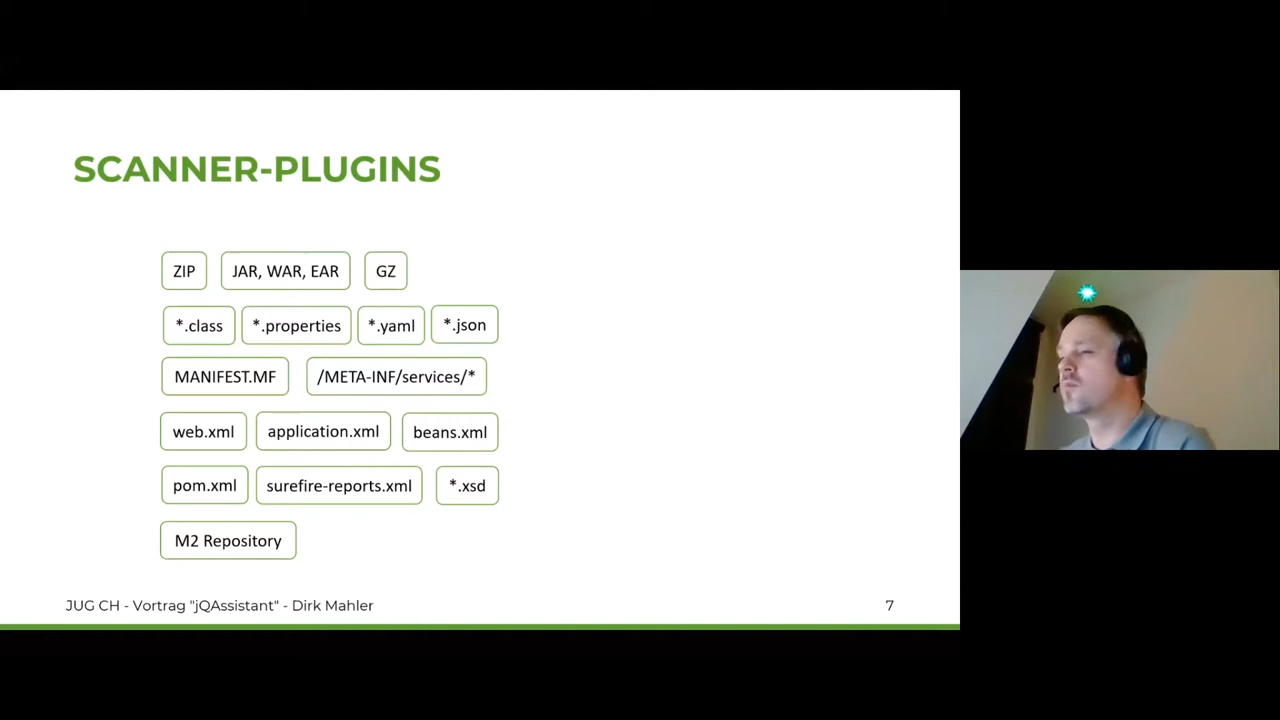 SCANNER-PLUGINS
ZIP JAR, WAR, EAR GZ
*.class *.properties *.yaml *.json
MANIFEST.MF /META-INF/services/*
web.xml application.xml beans.xml
pom.xml surefire-reports.xml *.xsd
M2 Repository
JUG CH - Vortrag "jQAssistant" - Dirk Mahler 7